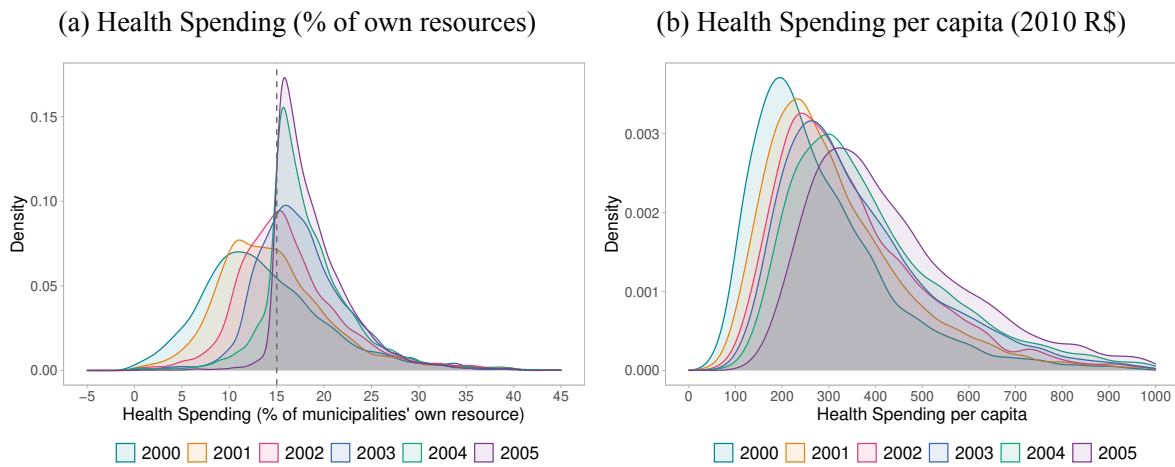 (a) Health Spending (% of own resources)
0.15
0.10
0.05
0.00
Density
−5 0 5 10 15 20 25 30 35 40 45
Health Spending (% of municipalities' own resource)
2000 2001 2002 2003 2004 2005
(b) Health Spending per capita (2010 R$)
0.003
0.002
0.001
0.000
Density
0 100 200 300 400 500 600 700 800 900 1000
Health Spending per capita
2000 2001 2002 2003 2004 2005